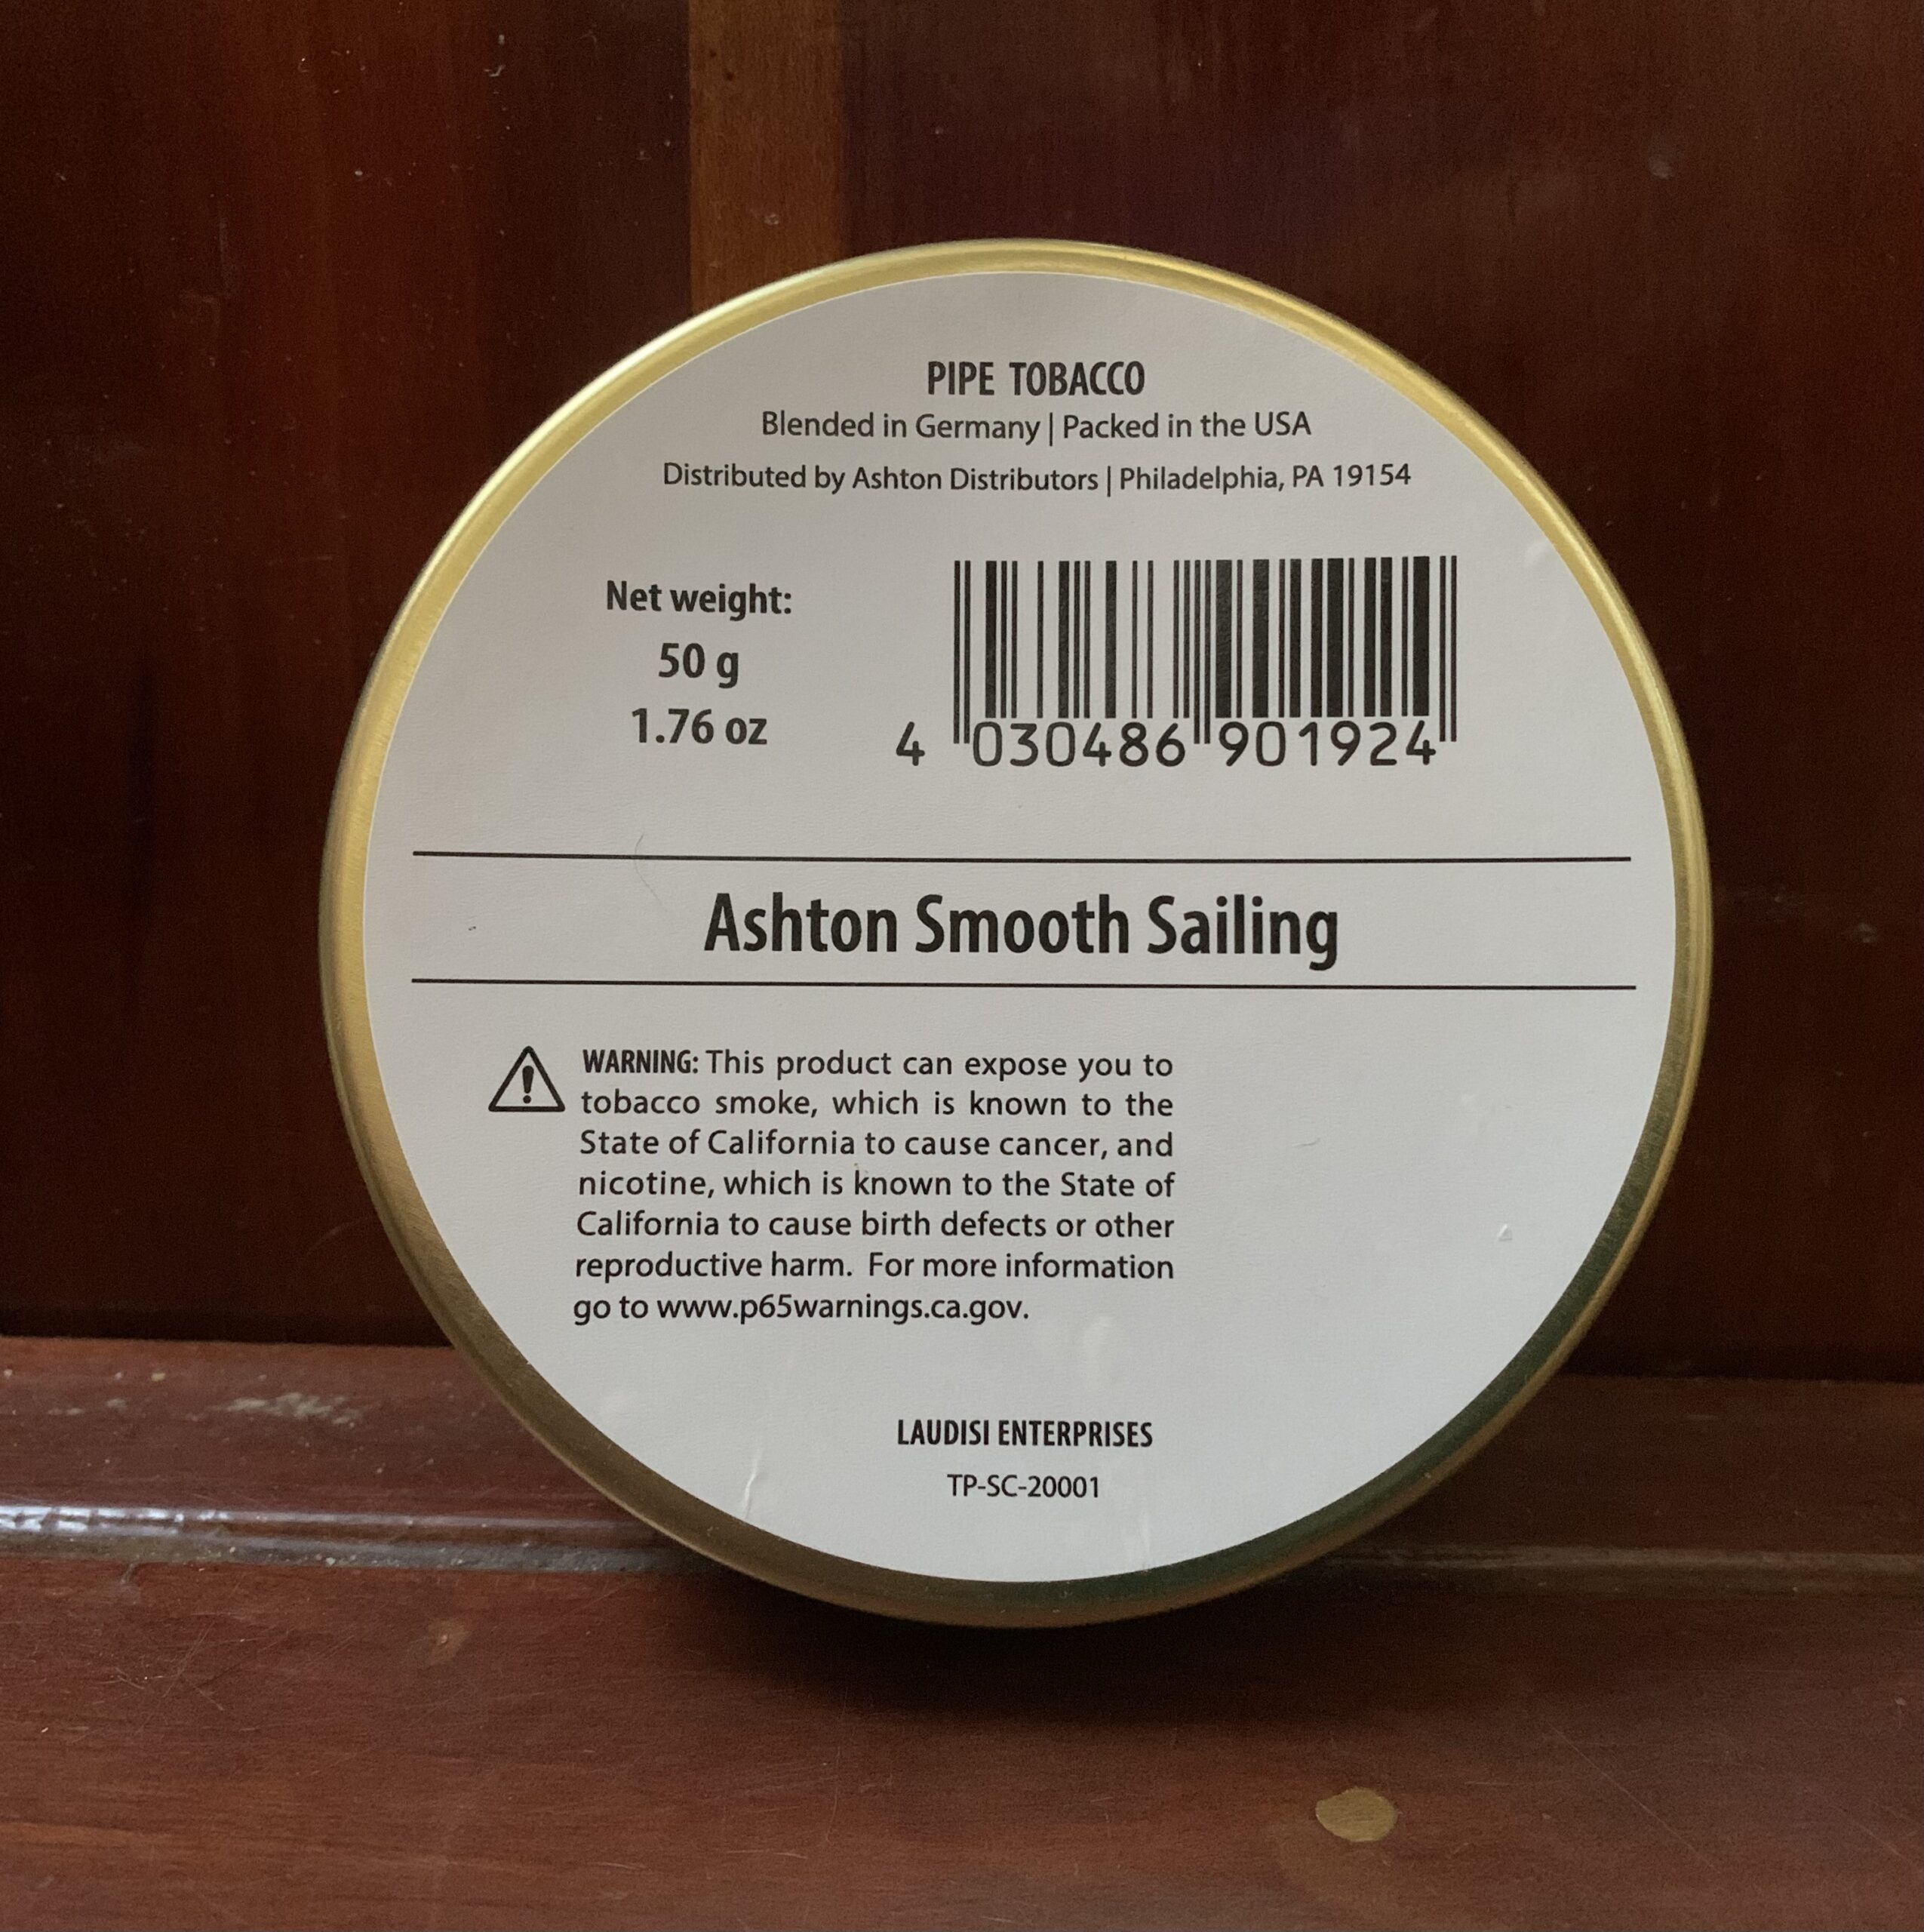 PIPE TOBACCO
Blended in Germany | Packed in the USA
Distributed by Ashton Distributors | Philadelphia, PA 19154
Net weight:
50 g
1.76 oz
4 030486 901924
Ashton Smooth Sailing
WARNING: This product can expose you to
tobacco smoke, which is known to the
State of California to cause cancer, and
nicotine, which is known to the State of
California to cause birth defects or other
reproductive harm. For more information
go to www.p65warnings.ca.gov.
LAUDISI ENTERPRISES
TP-SC-20001